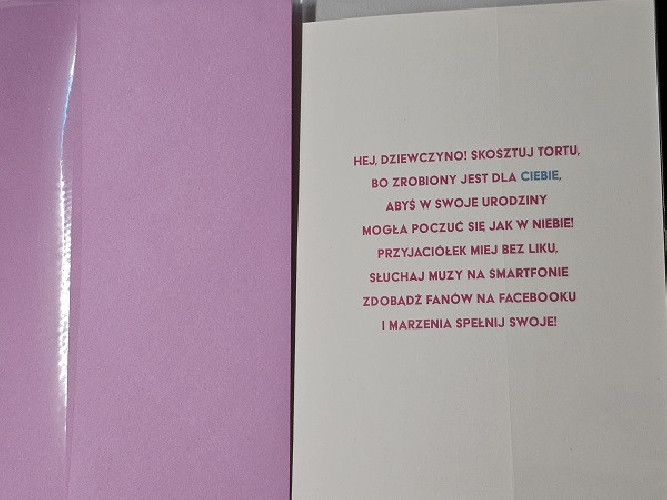 HEJ, DZIEWCZYNO! SKOSZTUJ TORTU,
BO ZROBIONY JEST DLA CIEBIE,
ABYŚ W SWOJE URODZINY
MOGŁA POCZUĆ SIĘ JAK W NIEBIE!
PRZYJACIÓŁEK MIEJ BEZ LIKU,
SŁUCHAJ MUZY NA SMARTFONIE
ZDOBĄDŹ FANÓW NA FACEBOOKU
I MARZENIA SPEŁNIJ SWOJE!